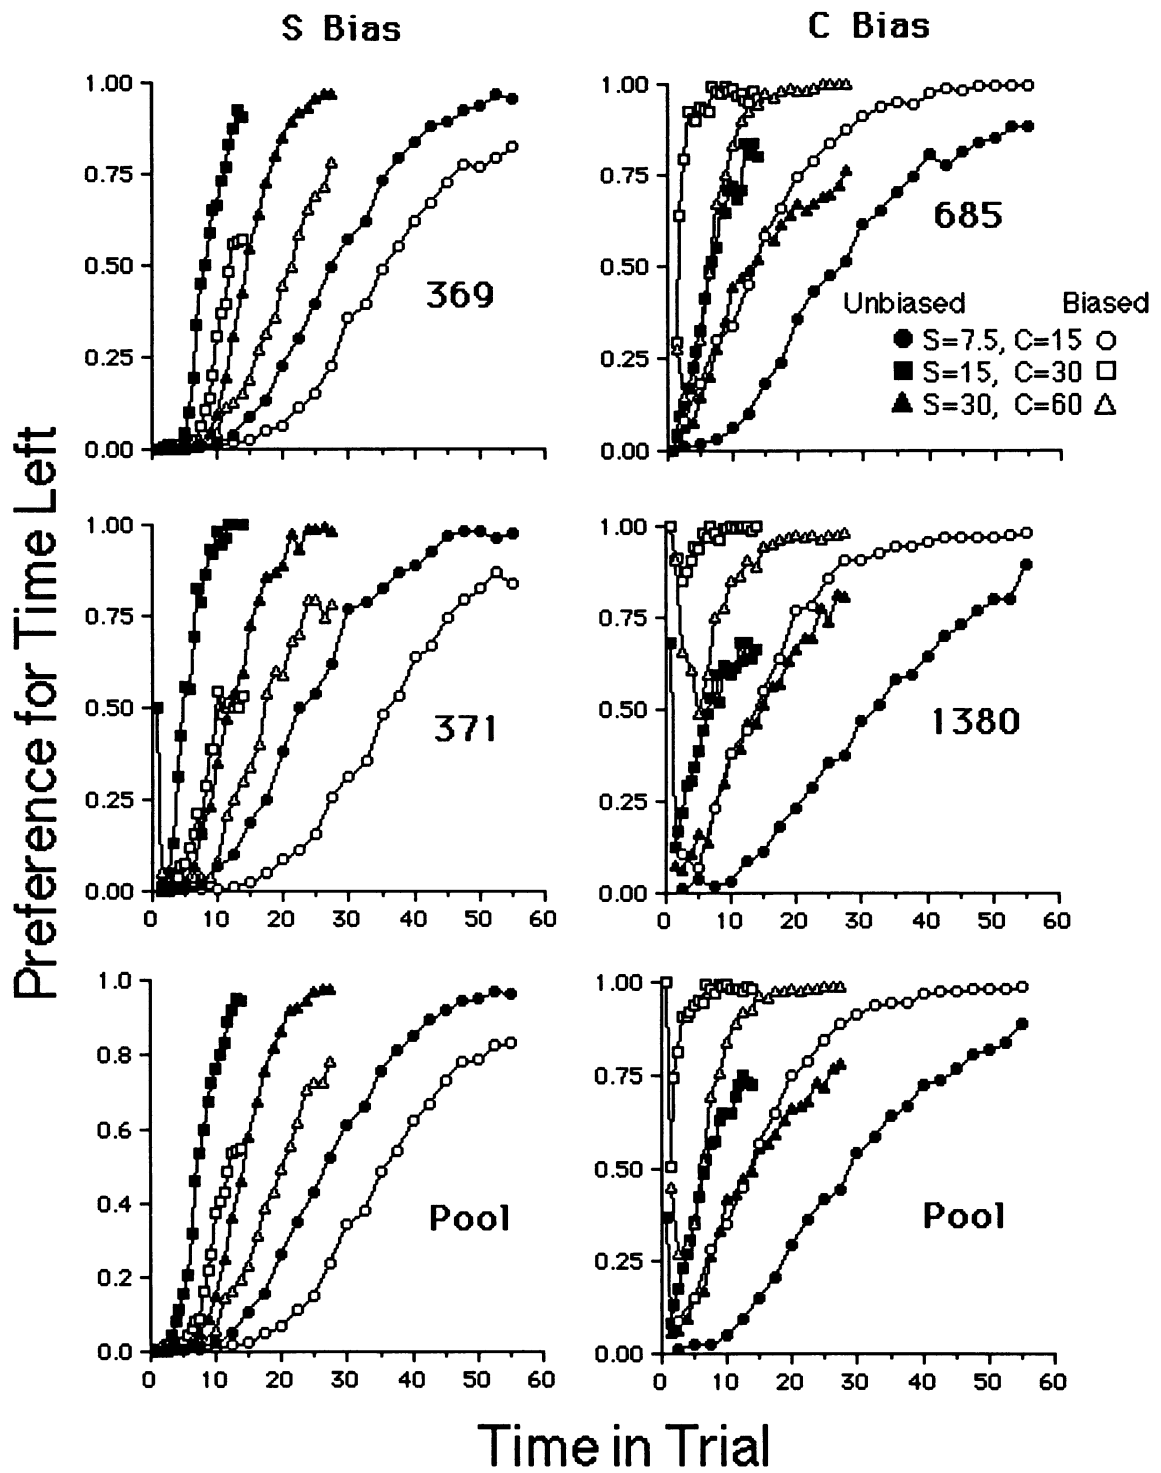 S Bias
C Bias
Preference for Time Left
1.00
0.75
0.50
0.25
0.00
369
1.00
0.75
0.50
0.25
0.00
685
Unbiased Biased
S=7.5, C=15
S=15, C=30
S=30, C=60
1.00
0.75
0.50
0.25
0.00
0 10 20 30 40 50 60
371
1.00
0.75
0.50
0.25
0.00
0 10 20 30 40 50 60
1380
1.0
0.8
0.6
0.4
0.2
0.0
0 10 20 30 40 50 60
Pool
1.00
0.75
0.50
0.25
0.00
0 10 20 30 40 50 60
Pool
Time in Trial